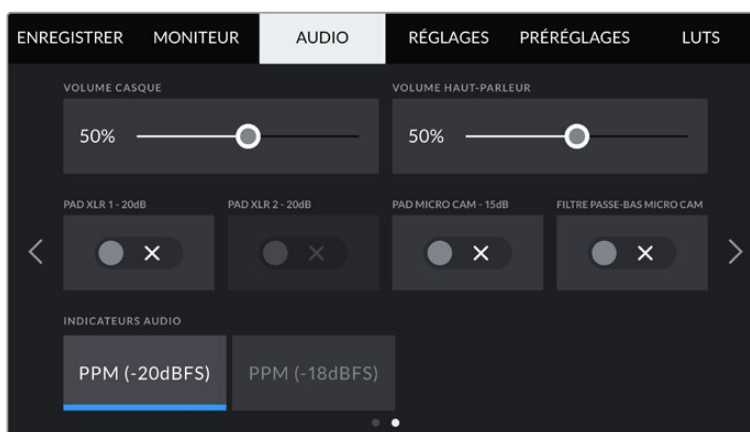 ENREGISTRER MONITEUR AUDIO RÉGLAGES PRÉRÉGLAGES LUTS
VOLUME CASQUE VOLUME HAUT-PARLEUR
50% 50%
PAD XLR 1 - 20dB PAD XLR 2 - 20dB PAD MICRO CAM - 15dB FILTRE PASSE-BAS MICRO CAM
INDICATEURS AUDIO
PPM (-20dBFS) PPM (-18dBFS)